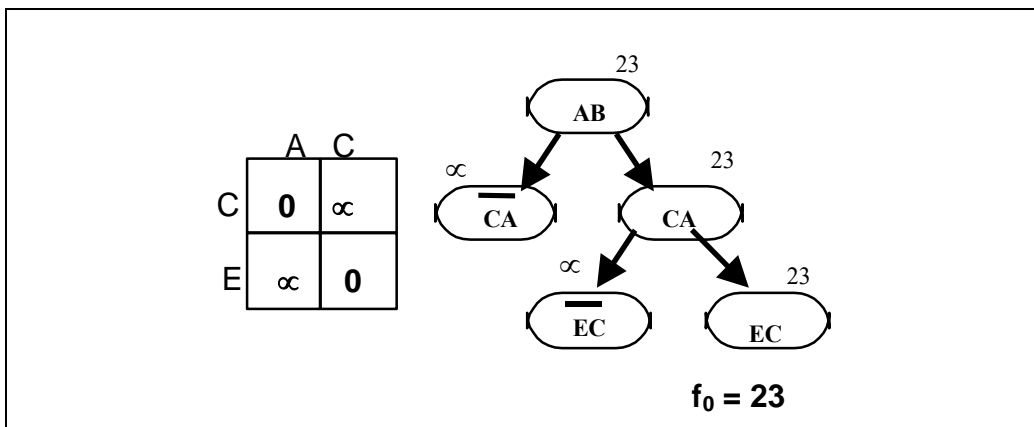 23
AB
A C
∝ 23
C 0 ∝
CA CA
E ∝ 0
∝ 23
EC EC
f₀ = 23